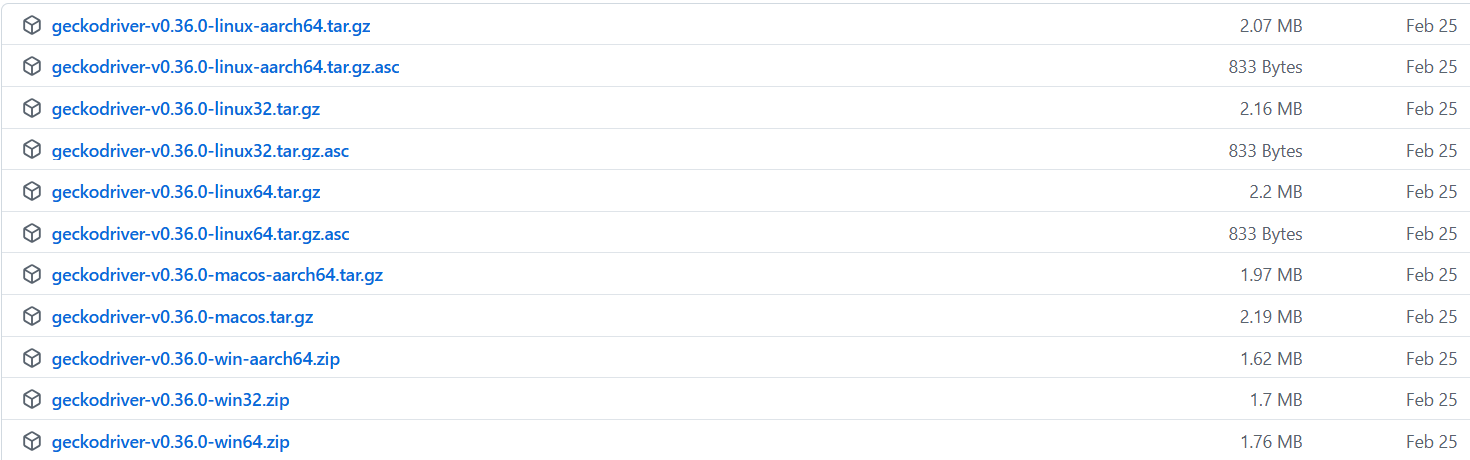 geckodriver-v0.36.0-linux-aarch64.tar.gz 2.07 MB Feb 25
geckodriver-v0.36.0-linux-aarch64.tar.gz.asc 833 Bytes Feb 25
geckodriver-v0.36.0-linux32.tar.gz 2.16 MB Feb 25
geckodriver-v0.36.0-linux32.tar.gz.asc 833 Bytes Feb 25
geckodriver-v0.36.0-linux64.tar.gz 2.2 MB Feb 25
geckodriver-v0.36.0-linux64.tar.gz.asc 833 Bytes Feb 25
geckodriver-v0.36.0-macos-aarch64.tar.gz 1.97 MB Feb 25
geckodriver-v0.36.0-macos.tar.gz 2.19 MB Feb 25
geckodriver-v0.36.0-win-aarch64.zip 1.62 MB Feb 25
geckodriver-v0.36.0-win32.zip 1.7 MB Feb 25
geckodriver-v0.36.0-win64.zip 1.76 MB Feb 25